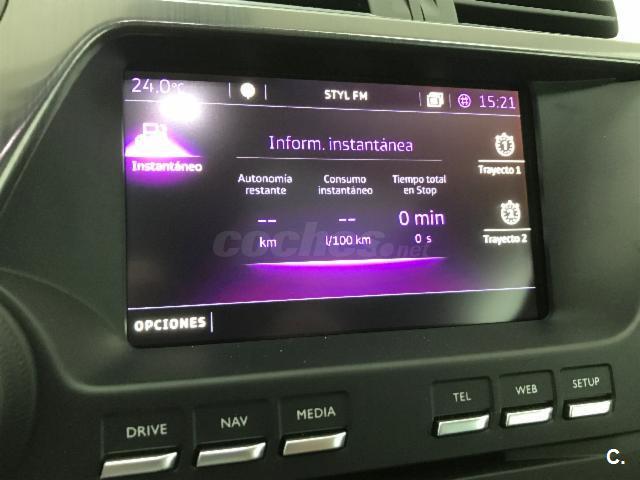 24.0°C
STYL FM
15:21
Inform. instantánea
Instantáneo
Trayecto 1
Autonomía restante
Consumo instantáneo
Tiempo total en Stop
-- -- 0 min
km l/100 km 0 s
Trayecto 2
coches.net
OPCIONES
DRIVE NAV MEDIA TEL WEB SETUP
C.